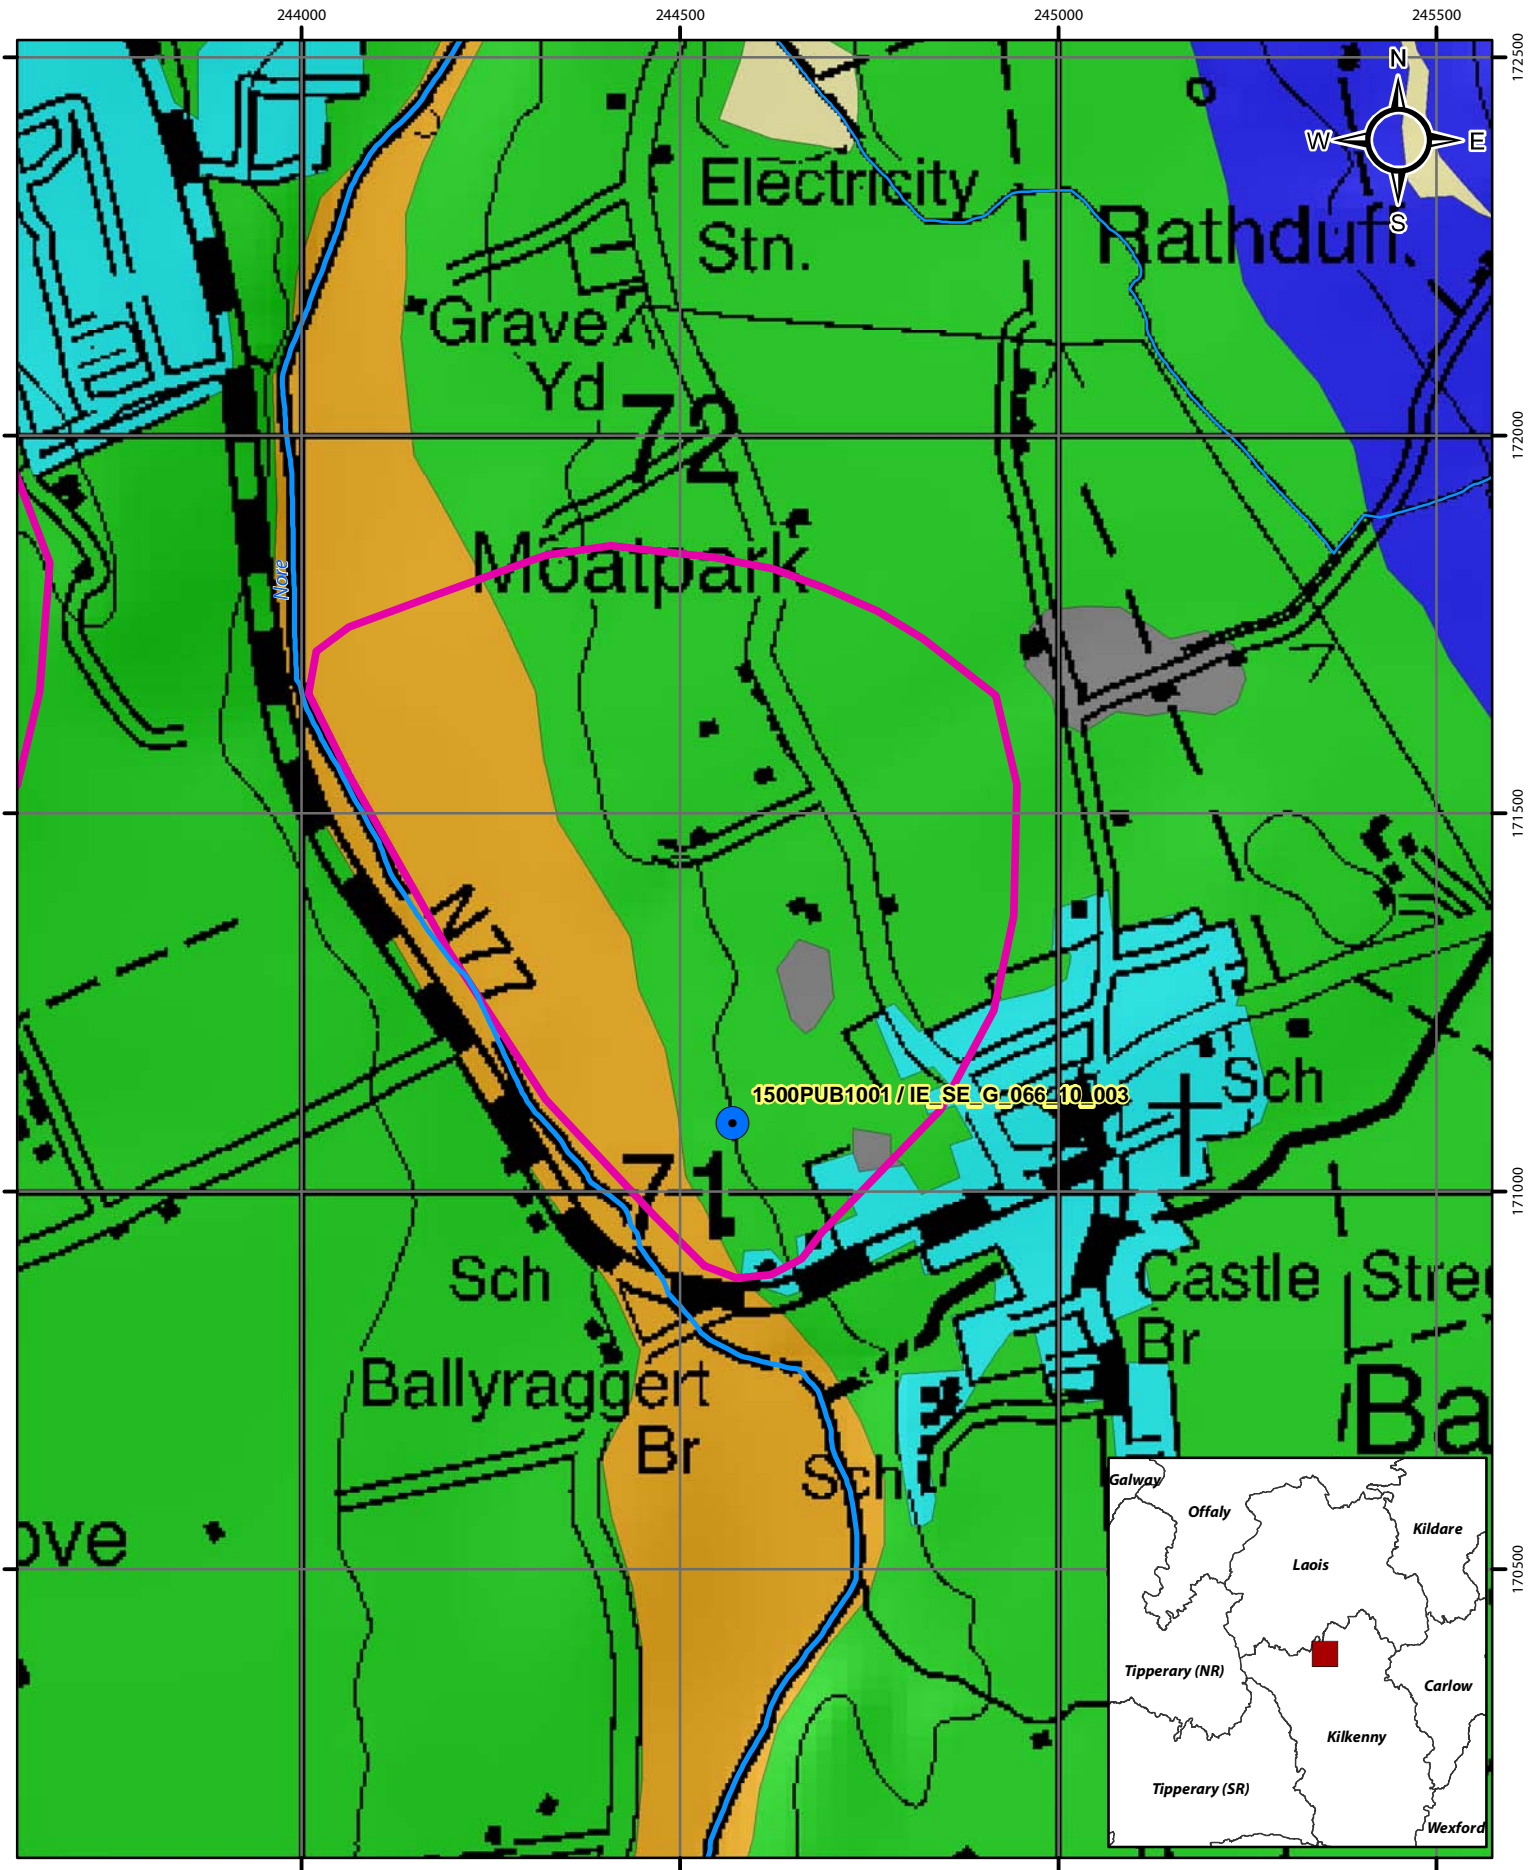 244000
244500
245000
245500
172500
N
W
E
S
Electricity
Stn.
Rathduff
Grave
Yd
72
172000
Moatpark
Nore
171500
N77
Sch
1500PUB1001 / IE_SE_G_066_10_003
71
171000
Sch
Castle
Stre
Br
Ballyraggert
Br
Ba
Sch
ove
170500
Galway
Offaly
Kildare
Laois
Tipperary (NR)
Carlow
Kilkenny
Tipperary (SR)
Wexford